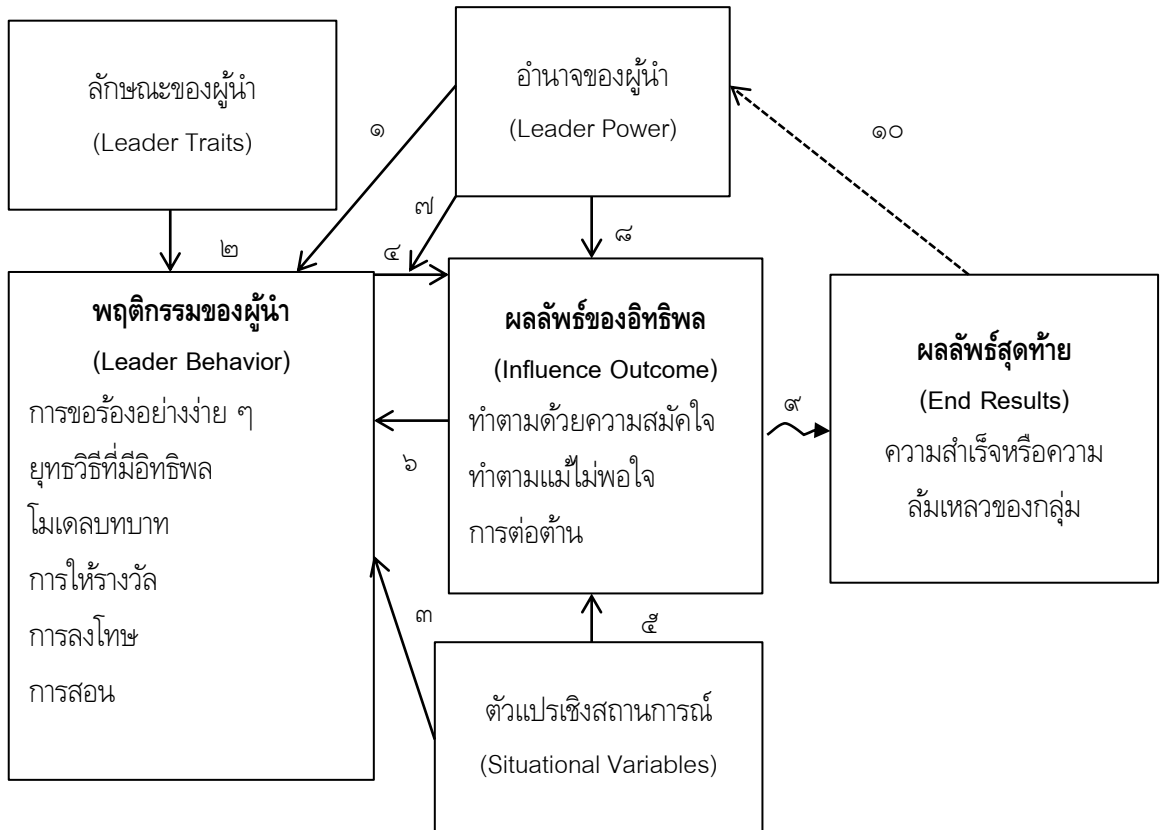 ลักษณะของผู้นำ
(Leader Traits)
อำนาจของผู้นำ
(Leader Power)
๑
๑๐
๗
๒
๔
๘
พฤติกรรมของผู้นำ
(Leader Behavior)
การขอร้องอย่างง่าย ๆ
ยุทธวิธีที่มีอิทธิพล
โมเดลบทบาท
การให้รางวัล
การลงโทษ
การสอน
ผลลัพธ์ของอิทธิพล
(Influence Outcome)
ทำตามด้วยความสมัคใจ
ทำตามแม้ไม่พอใจ
การต่อต้าน
๖
๙
ผลลัพธ์สุดท้าย
(End Results)
ความสำเร็จหรือความ
ล้มเหลวของกลุ่ม
๓
๕
ตัวแปรเชิงสถานการณ์
(Situational Variables)